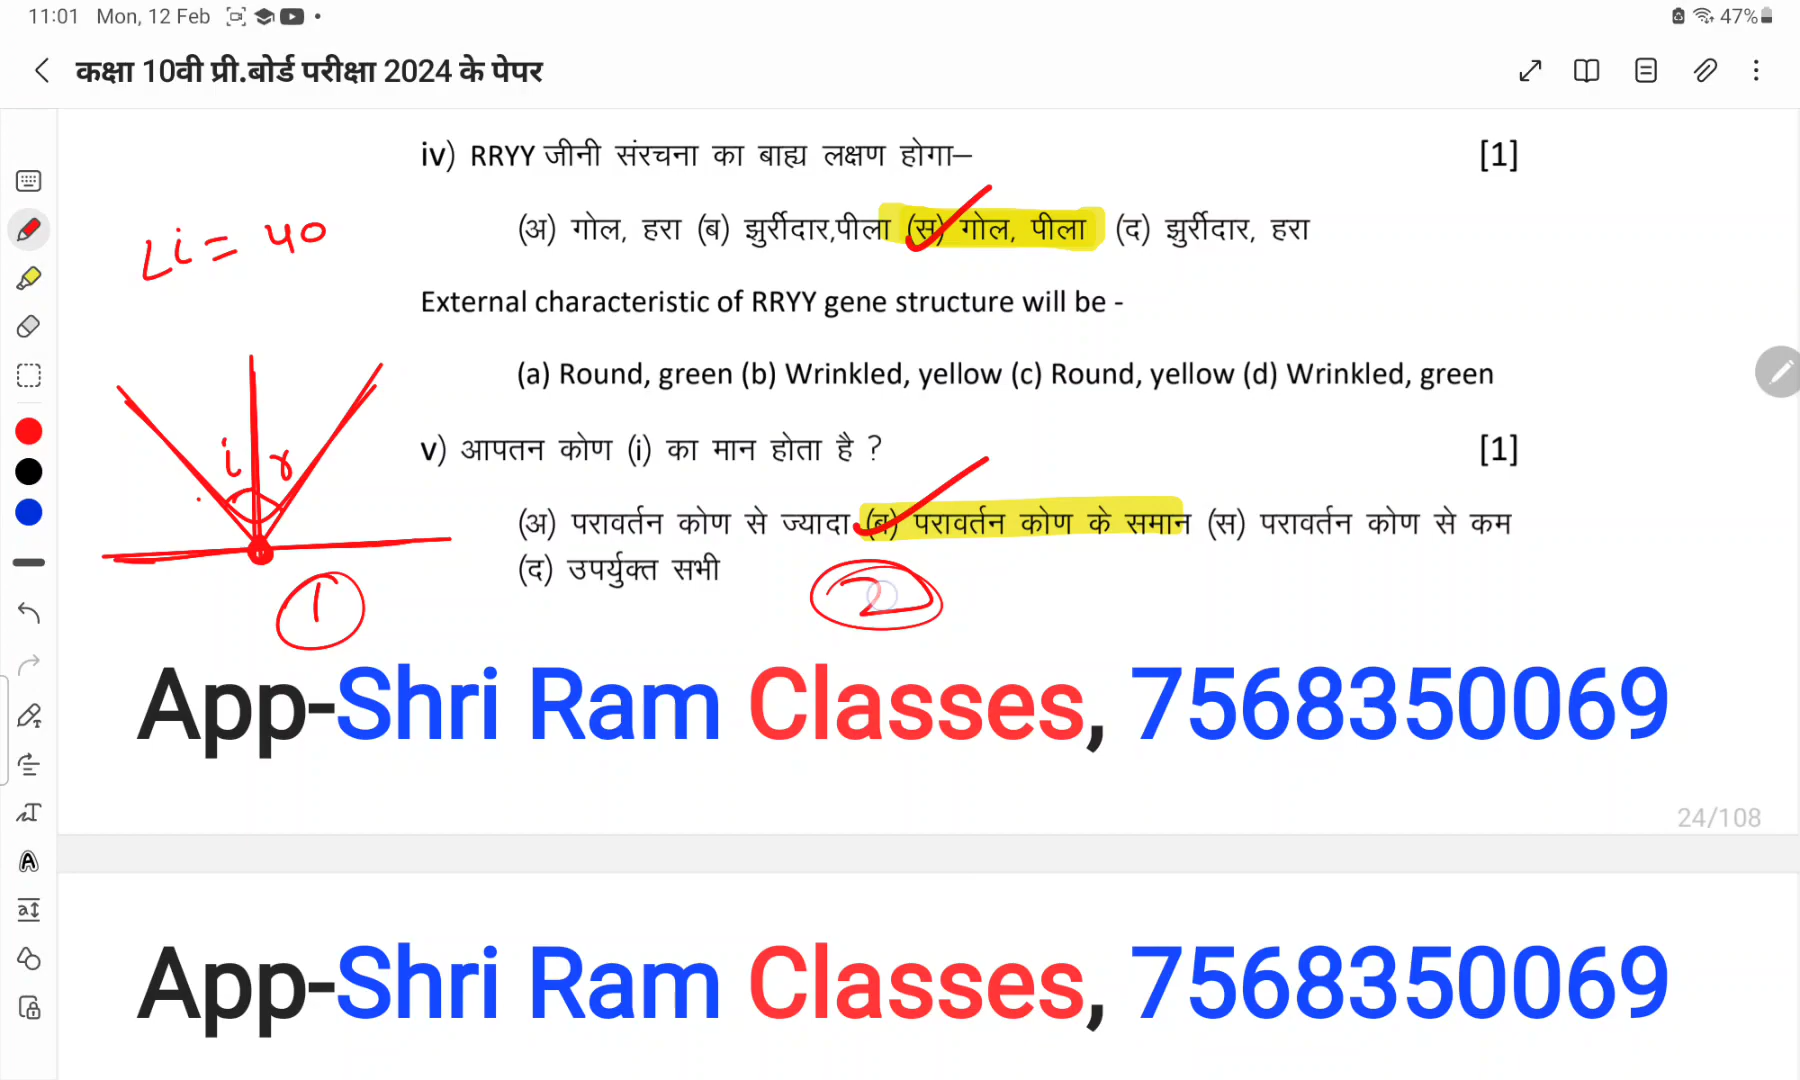 11:01 Mon, 12 Feb
47%
कक्षा 10वी प्री.बोर्ड परीक्षा 2024 के पेपर
iv) RRYY जीनी संरचना का बाह्य लक्षण होगा– [1]
(अ) गोल, हरा (ब) झुर्रीदार,पीला (स) गोल, पीला (द) झुर्रीदार, हरा
∠i = 40
External characteristic of RRYY gene structure will be -
(a) Round, green (b) Wrinkled, yellow (c) Round, yellow (d) Wrinkled, green
i r
v) आपतन कोण (i) का मान होता है ? [1]
(अ) परावर्तन कोण से ज्यादा (ब) परावर्तन कोण के समान (स) परावर्तन कोण से कम
(द) उपर्युक्त सभी
1 2
App-Shri Ram Classes, 7568350069
24/108
App-Shri Ram Classes, 7568350069